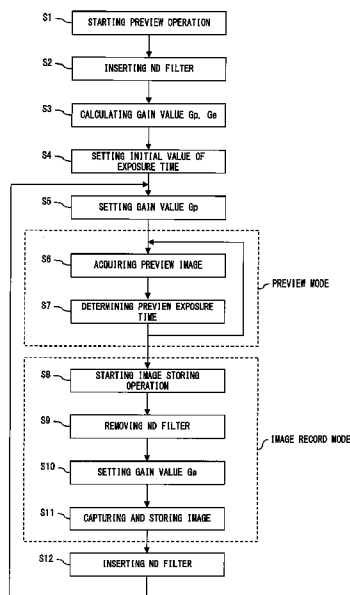 S1
STARTING PREVIEW OPERATION
S2
INSERTING ND FILTER
S3
CALCULATING GAIN VALUE Gp, Ge
S4
SETTING INITIAL VALUE OF
EXPOSURE TIME
S5
SETTING GAIN VALUE Gp
S6
ACQUIRING PREVIEW IMAGE
S7
DETERMINING PREVIEW EXPOSURE
TIME
PREVIEW MODE
S8
STARTING IMAGE STORING
OPERATION
S9
REMOVING ND FILTER
S10
SETTING GAIN VALUE Ge
S11
CAPTURING AND STORING IMAGE
IMAGE RECORD MODE
S12
INSERTING ND FILTER